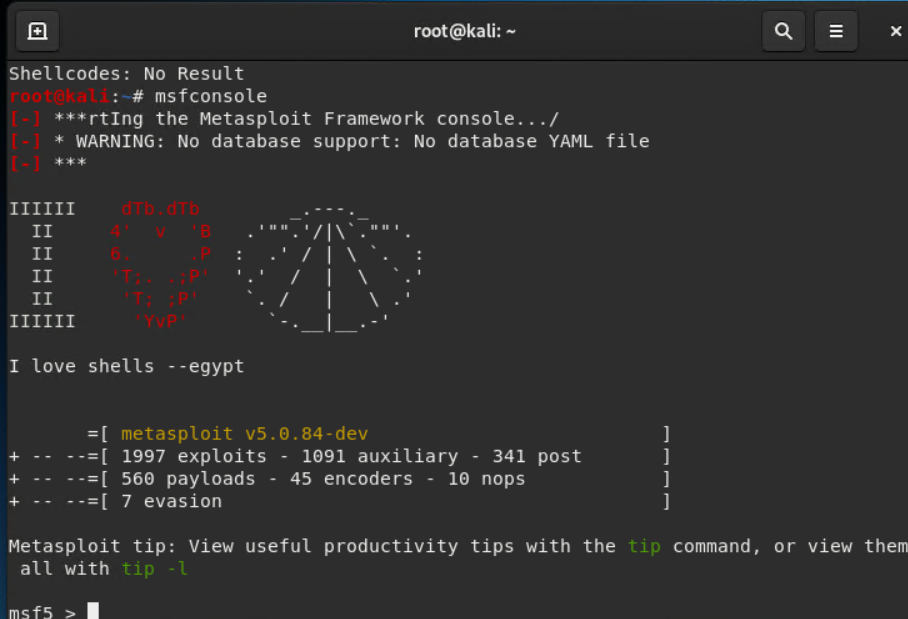 root@kali: ~
Shellcodes: No Result
root@kali:~# msfconsole
[-] ***rtIng the Metasploit Framework console.../
[-] * WARNING: No database support: No database YAML file
[-] ***
IIIIII    dTb.dTb        _.---._
  II     4'  v  'B   .'"".'/|\`.""'.
  II     6.     .P  :  .' / | \ `.  :
  II     'T;. .;P'  '.'  /  |  \  `.'
  II      'T; ;P'    `. /   |   \ .'
IIIIII     'YvP'       `-.__|__.-'
I love shells --egypt
       =[ metasploit v5.0.84-dev                          ]
+ -- --=[ 1997 exploits - 1091 auxiliary - 341 post       ]
+ -- --=[ 560 payloads - 45 encoders - 10 nops            ]
+ -- --=[ 7 evasion                                       ]
Metasploit tip: View useful productivity tips with the tip command, or view them
 all with tip -l
msf5 >